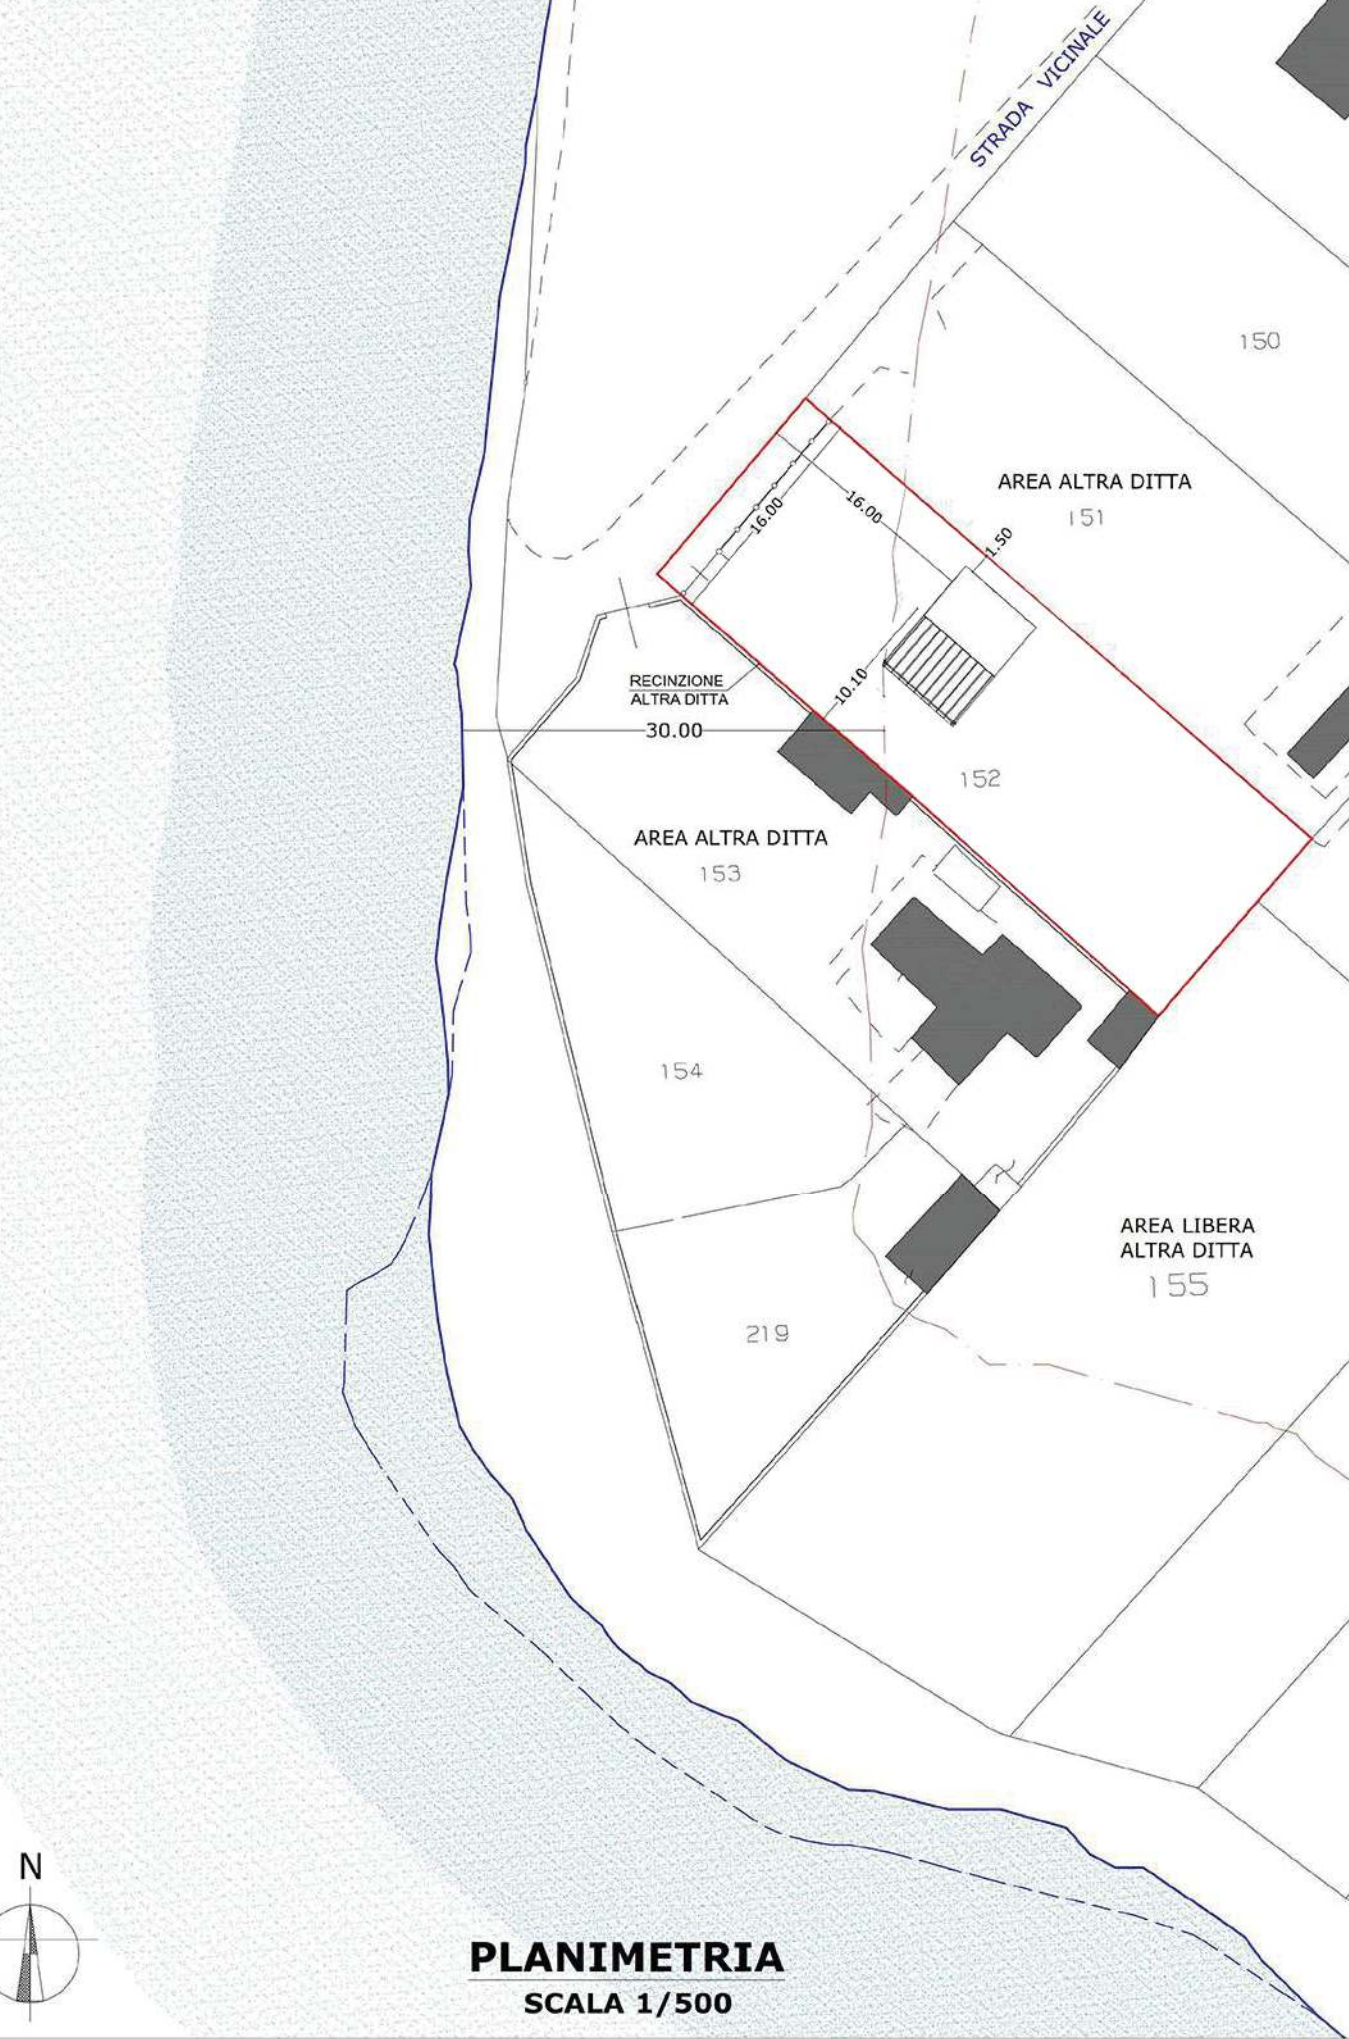 STRADA VICINALE
150
AREA ALTRA DITTA
151
16.00
16.00
1.50
10.10
RECINZIONE
ALTRA DITTA
30.00
152
AREA ALTRA DITTA
153
154
AREA LIBERA
ALTRA DITTA
155
219
N
PLANIMETRIA
SCALA 1/500